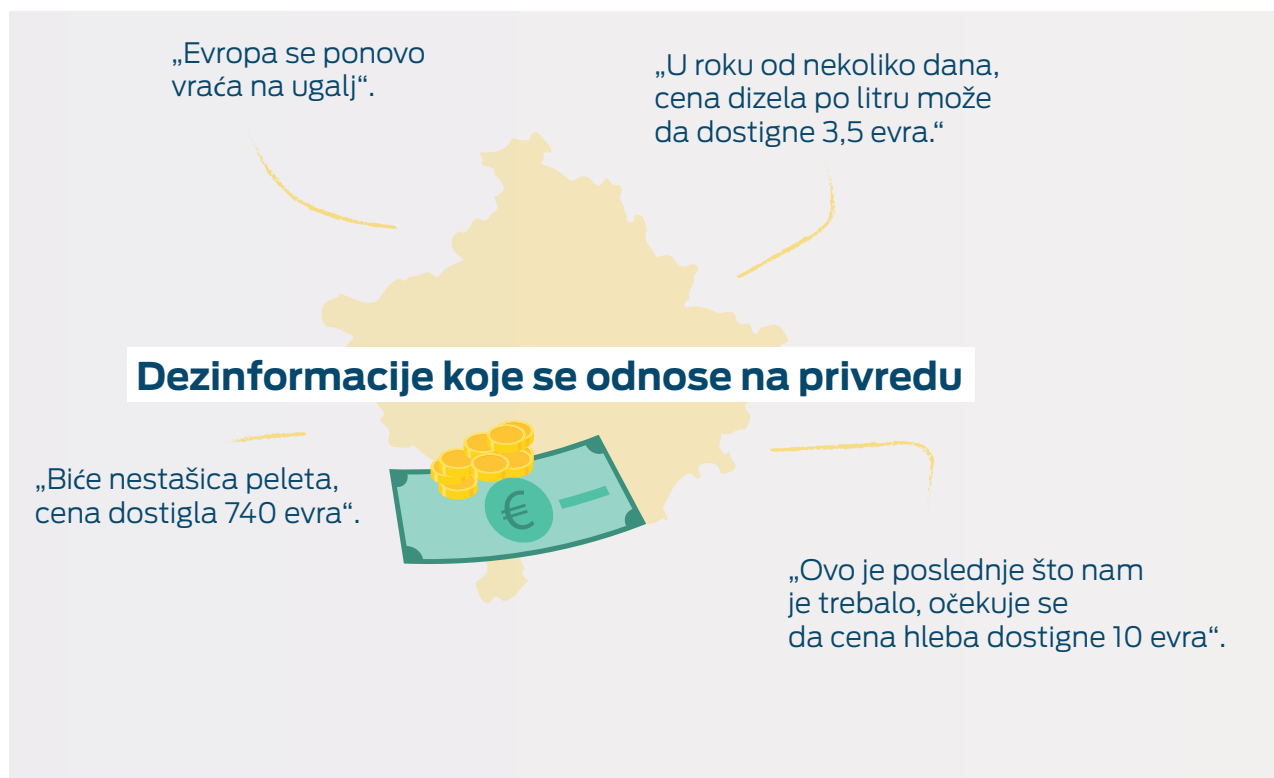 „Evropa se ponovo
vraća na ugalj“.
„U roku od nekoliko dana,
cena dizela po litru može
da dostigne 3,5 evra.“
Dezinformacije koje se odnose na privredu
„Biće nestašica peleta,
cena dostigla 740 evra“.
€
„Ovo je poslednje što nam
je trebalo, očekuje se
da cena hleba dostigne 10 evra“.